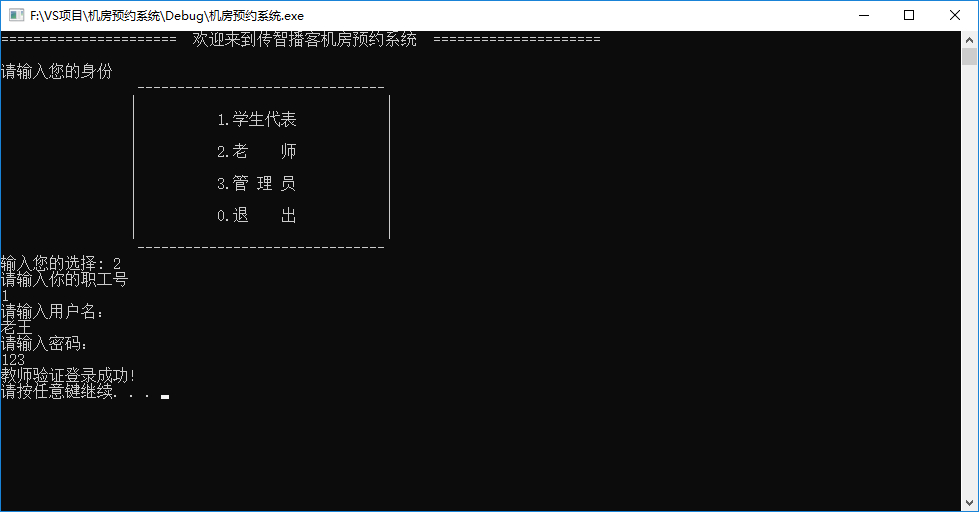 F:\VS项目\机房预约系统\Debug\机房预约系统.exe
====================== 欢迎来到传智播客机房预约系统 =====================
请输入您的身份
-------------------------------
1.学生代表
2.老 师
3.管 理 员
0.退 出
-------------------------------
输入您的选择: 2
请输入你的职工号
1
请输入用户名：
老王
请输入密码：
123
教师验证登录成功!
请按任意键继续. . .